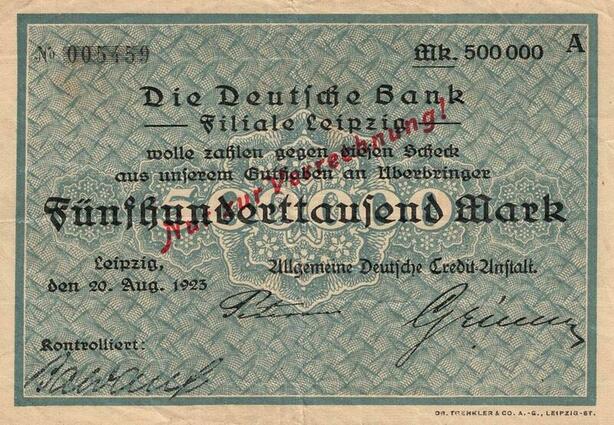 No 005459
Mk. 500 000 A
Die Deutsche Bank
Filiale Leipzig
wolle zahlen gegen diesen Scheck
aus unserem Guthaben an Überbringer
500000
Fünfhunderttausend Mark
Nur zur Verrechnung!
Leipzig,
den 20. Aug. 1923
Allgemeine Deutsche Credit-Anstalt.
Kontrolliert:
DR. TREHKLER & CO. A.-G., LEIPZIG-ST.